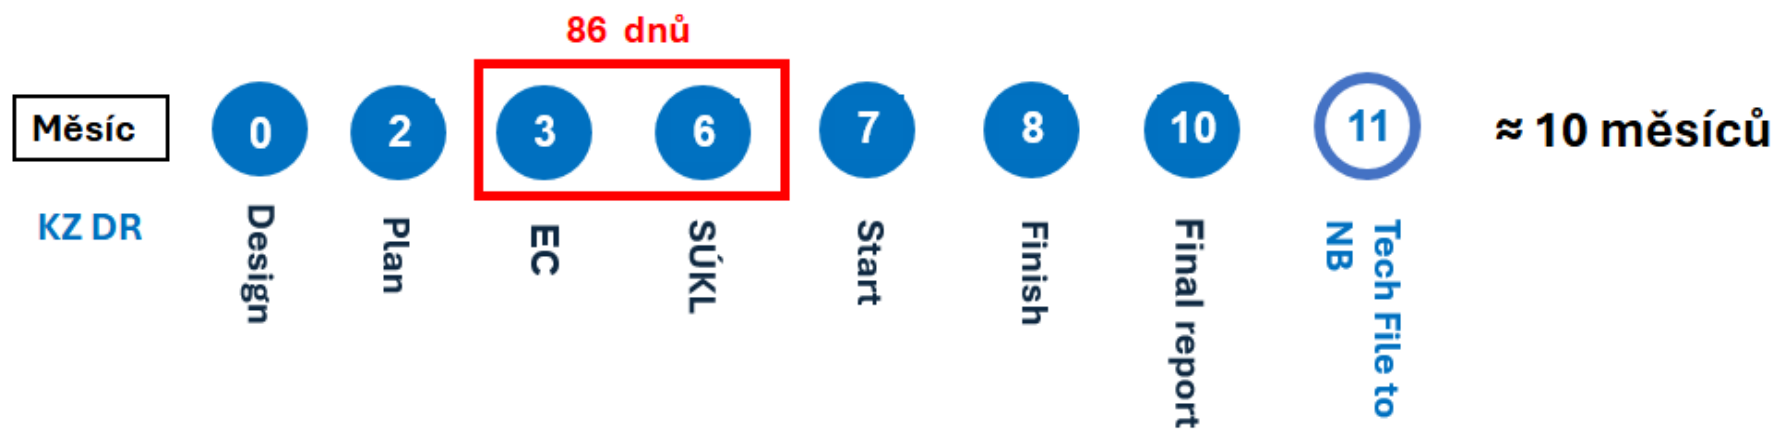 86 dnů
Měsíc
0
2
3
6
7
8
10
11
≈ 10 měsíců
KZ DR
Design
Plan
EC
SÚKL
Start
Finish
Final report
Tech File to
NB